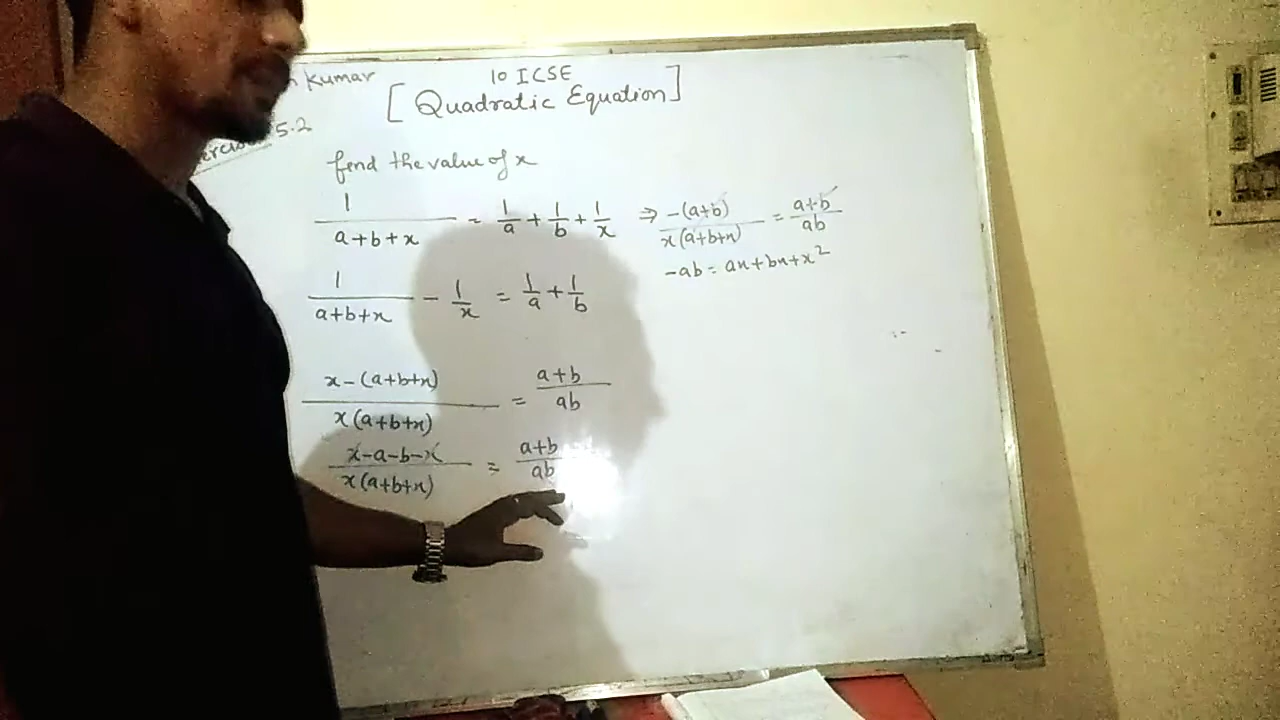 Kumar
10 ICSE
[Quadratic Equation]
5.2
find the value of x
1/(a+b+x) = 1/a + 1/b + 1/x
1/(a+b+x) - 1/x = 1/a + 1/b
x-(a+b+x)/x(a+b+x) = a+b/ab
x-a-b-x/x(a+b+x) = a+b/ab
⇒ -(a+b)/x(a+b+x) = a+b/ab
-ab = ax+bx+x²